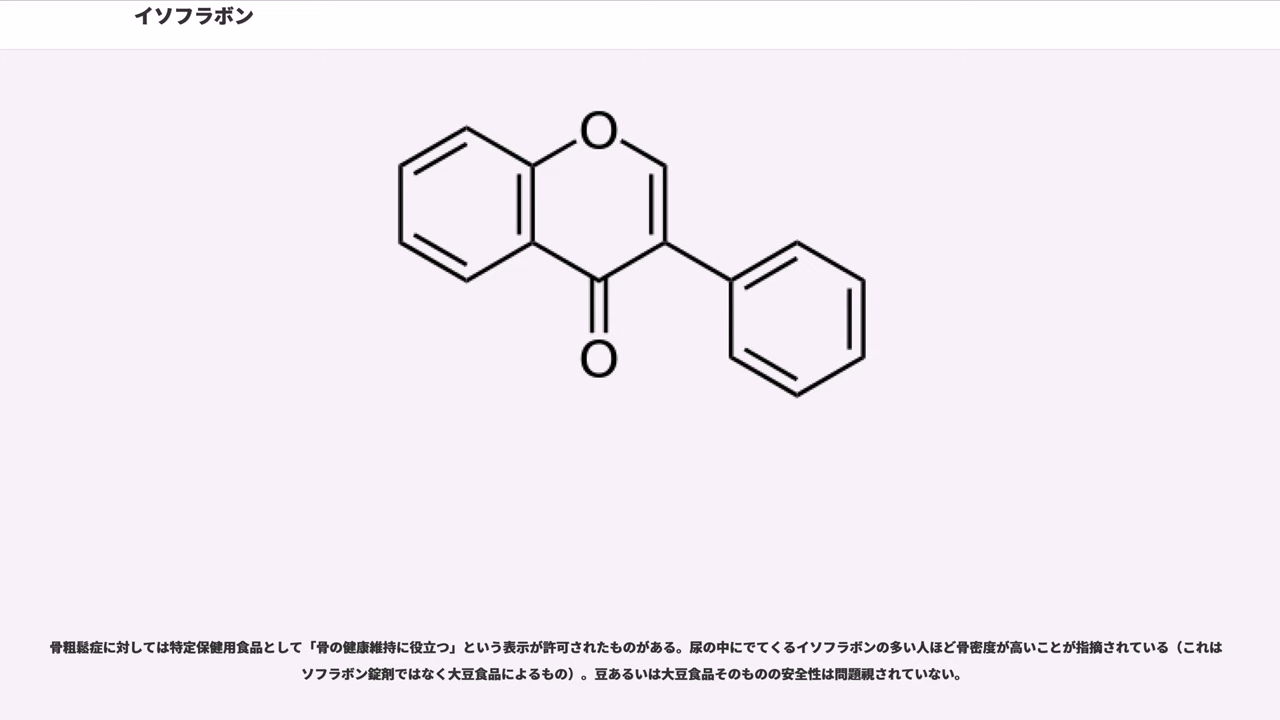 イソフラボン
O
O
骨粗鬆症に対しては特定保健用食品として「骨の健康維持に役立つ」という表示が許可されたものがある。尿の中にでてくるイソフラボンの多い人ほど骨密度が高いことが指摘されている（これは
ソフラボン錠剤ではなく大豆食品によるもの）。豆あるいは大豆食品そのものの安全性は問題視されていない。